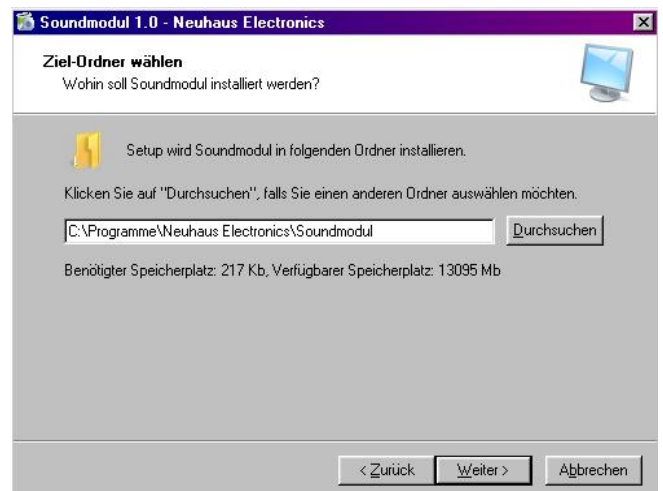 Soundmodul 1.0 - Neuhaus Electronics
Ziel-Ordner wählen
Wohin soll Soundmodul installiert werden?
Setup wird Soundmodul in folgenden Ordner installieren.
Klicken Sie auf "Durchsuchen", falls Sie einen anderen Ordner auswählen möchten.
C:\Programme\Neuhaus Electronics\Soundmodul
Durchsuchen
Benötigter Speicherplatz: 217 Kb, Verfügbarer Speicherplatz: 13095 Mb
< Zurück
Weiter >
Abbrechen